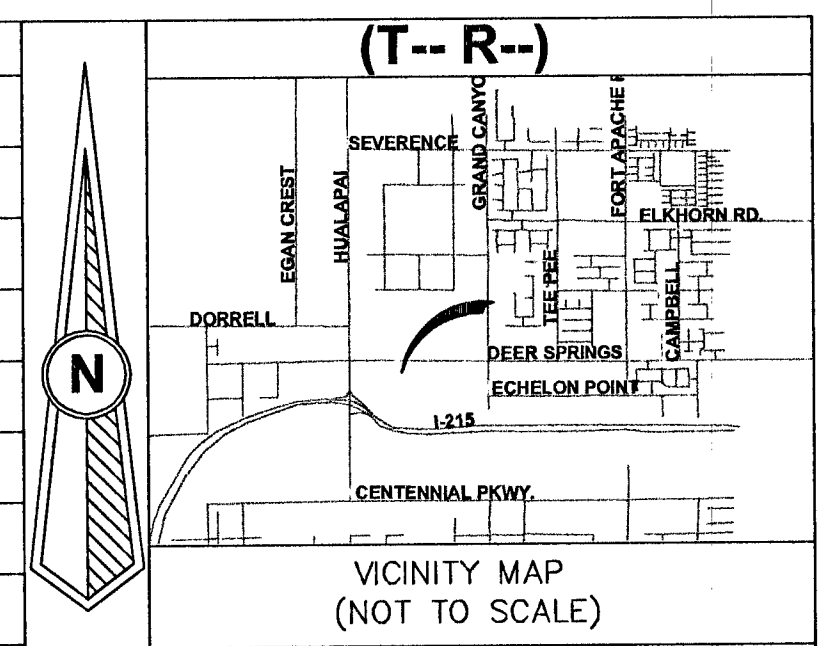 (T-- R--)
SEVERENCE
GRAND CANYO
FORT APACHE
EGAN CREST
HUALAPAI
ELKHORN RD.
TEE PEE
CAMPBELL
DORRELL
DEER SPRINGS
ECHELON POINT
I-215
CENTENNIAL PKWY.
N
VICINITY MAP
(NOT TO SCALE)